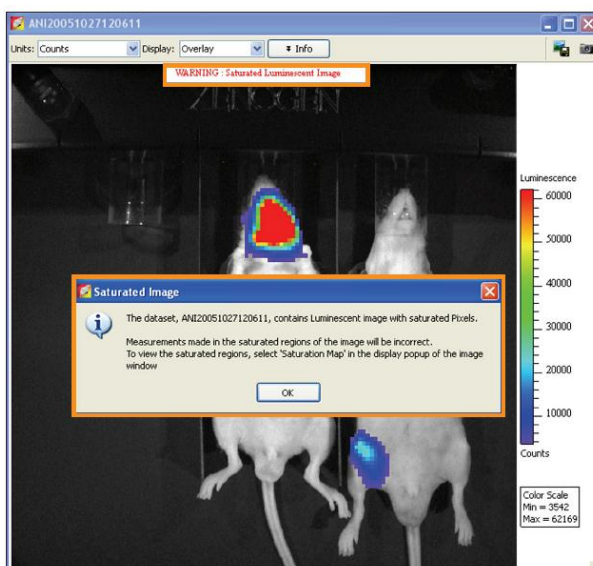 ANI20051027120611
Units: Counts Display: Overlay Info
WARNING : Saturated Luminescent Image
Luminescence
60000
50000
40000
30000
20000
10000
Counts
Saturated Image
The dataset, ANI20051027120611, contains Luminescent image with saturated Pixels.
Measurements made in the saturated regions of the image will be incorrect.
To view the saturated regions, select 'Saturation Map' in the display popup of the image
window
OK
Color Scale
Min = 3542
Max = 62169